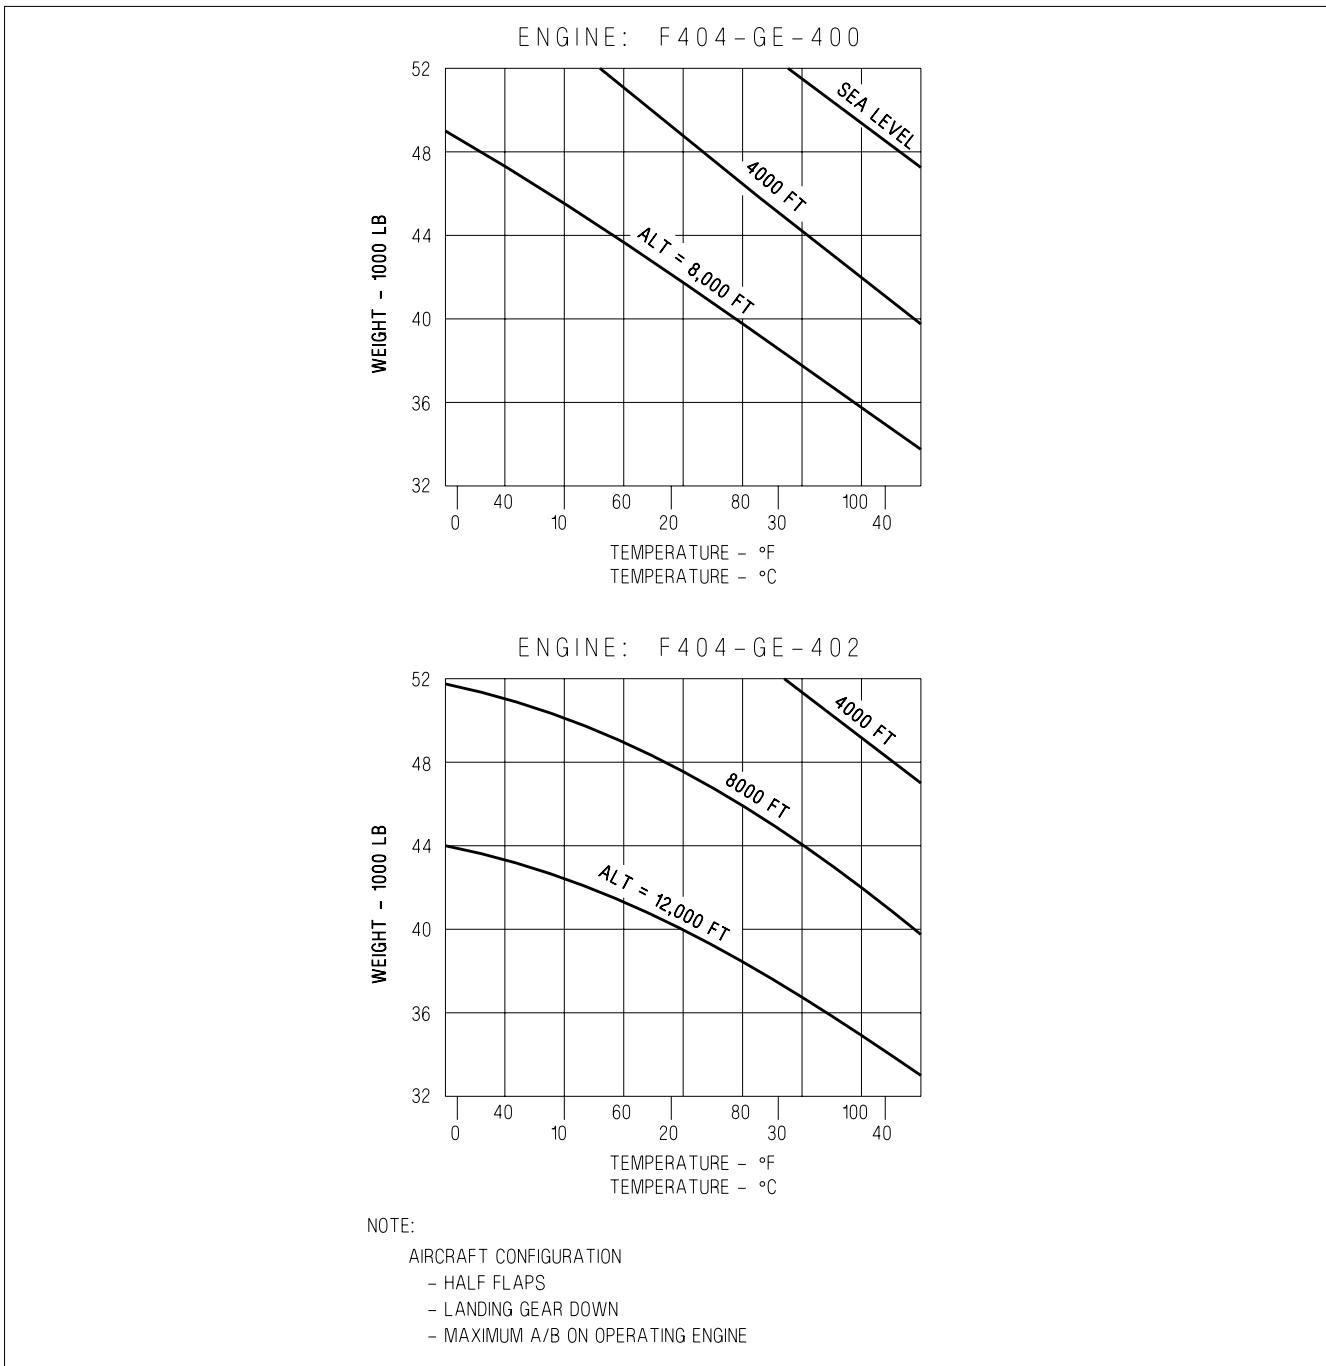 ENGINE: F404-GE-400
52
48
44
40
36
32
WEIGHT - 1000 LB
SEA LEVEL
4000 FT
ALT = 8,000 FT
40 60 80 100
0 10 20 30 40
TEMPERATURE - °F
TEMPERATURE - °C
ENGINE: F404-GE-402
52
48
44
40
36
32
WEIGHT - 1000 LB
4000 FT
8000 FT
ALT = 12,000 FT
40 60 80 100
0 10 20 30 40
TEMPERATURE - °F
TEMPERATURE - °C
NOTE:
AIRCRAFT CONFIGURATION
- HALF FLAPS
- LANDING GEAR DOWN
- MAXIMUM A/B ON OPERATING ENGINE